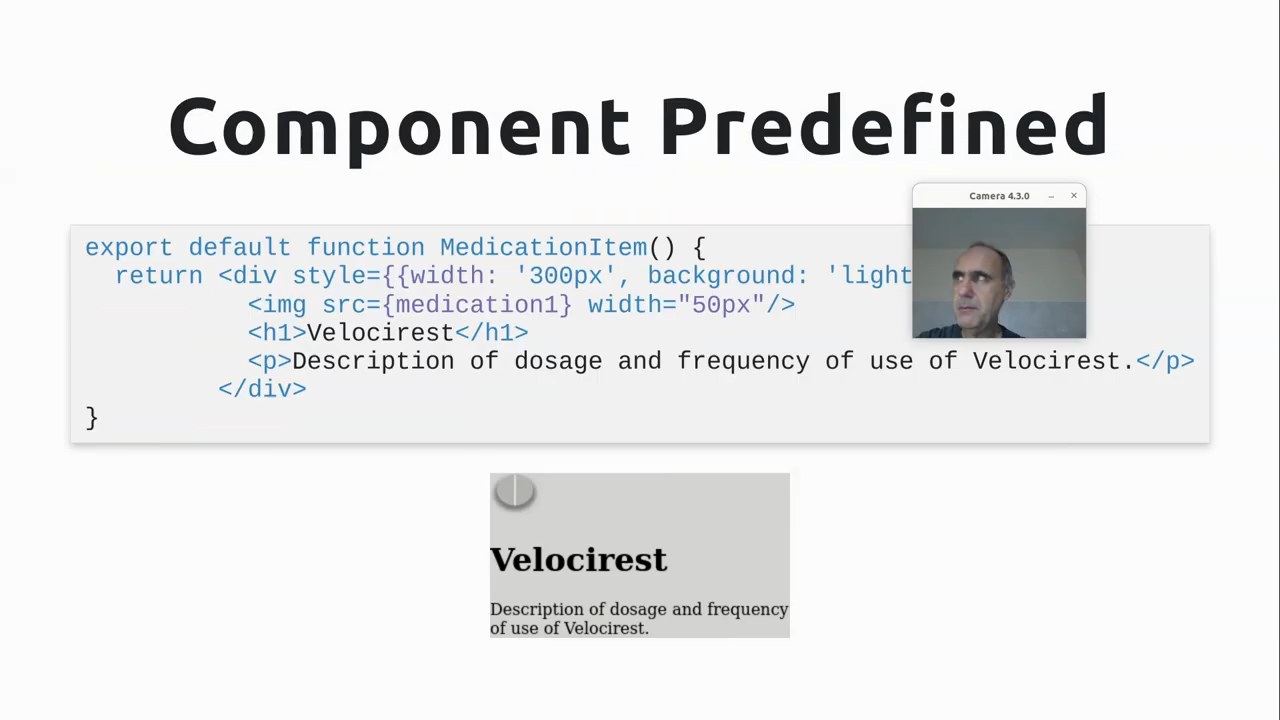 Component Predefined
Camera 4.3.0
export default function MedicationItem() {
return <div style={{width: '300px', background: 'light
<img src={medication1} width="50px"/>
<h1>Velocirest</h1>
<p>Description of dosage and frequency of use of Velocirest.</p>
</div>
}
Velocirest
Description of dosage and frequency
of use of Velocirest.